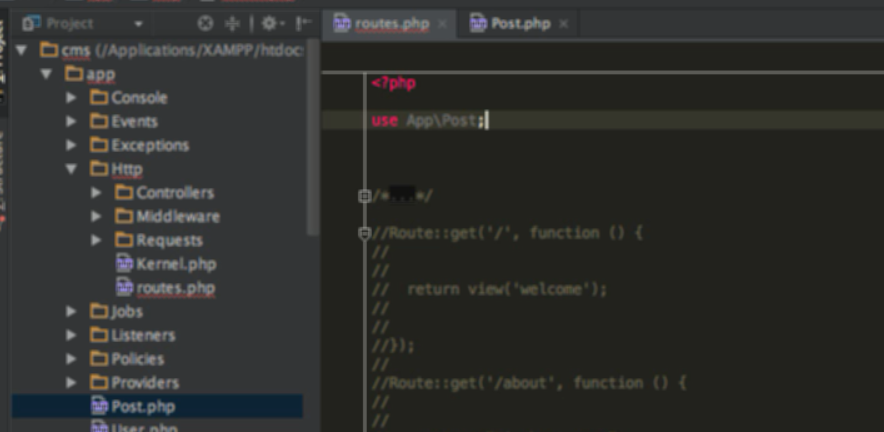 Project
cms (/Applications/XAMPP/htdoc
app
Console
Events
Exceptions
Http
Controllers
Middleware
Requests
Kernel.php
routes.php
Jobs
Listeners
Policies
Providers
Post.php
User.php
routes.php
Post.php
<?php
use App\Post;
/*...*/
//Route::get('/', function () {
//
//
//  return view('welcome');
//
//
//});
//
//Route::get('/about', function () {
//
//